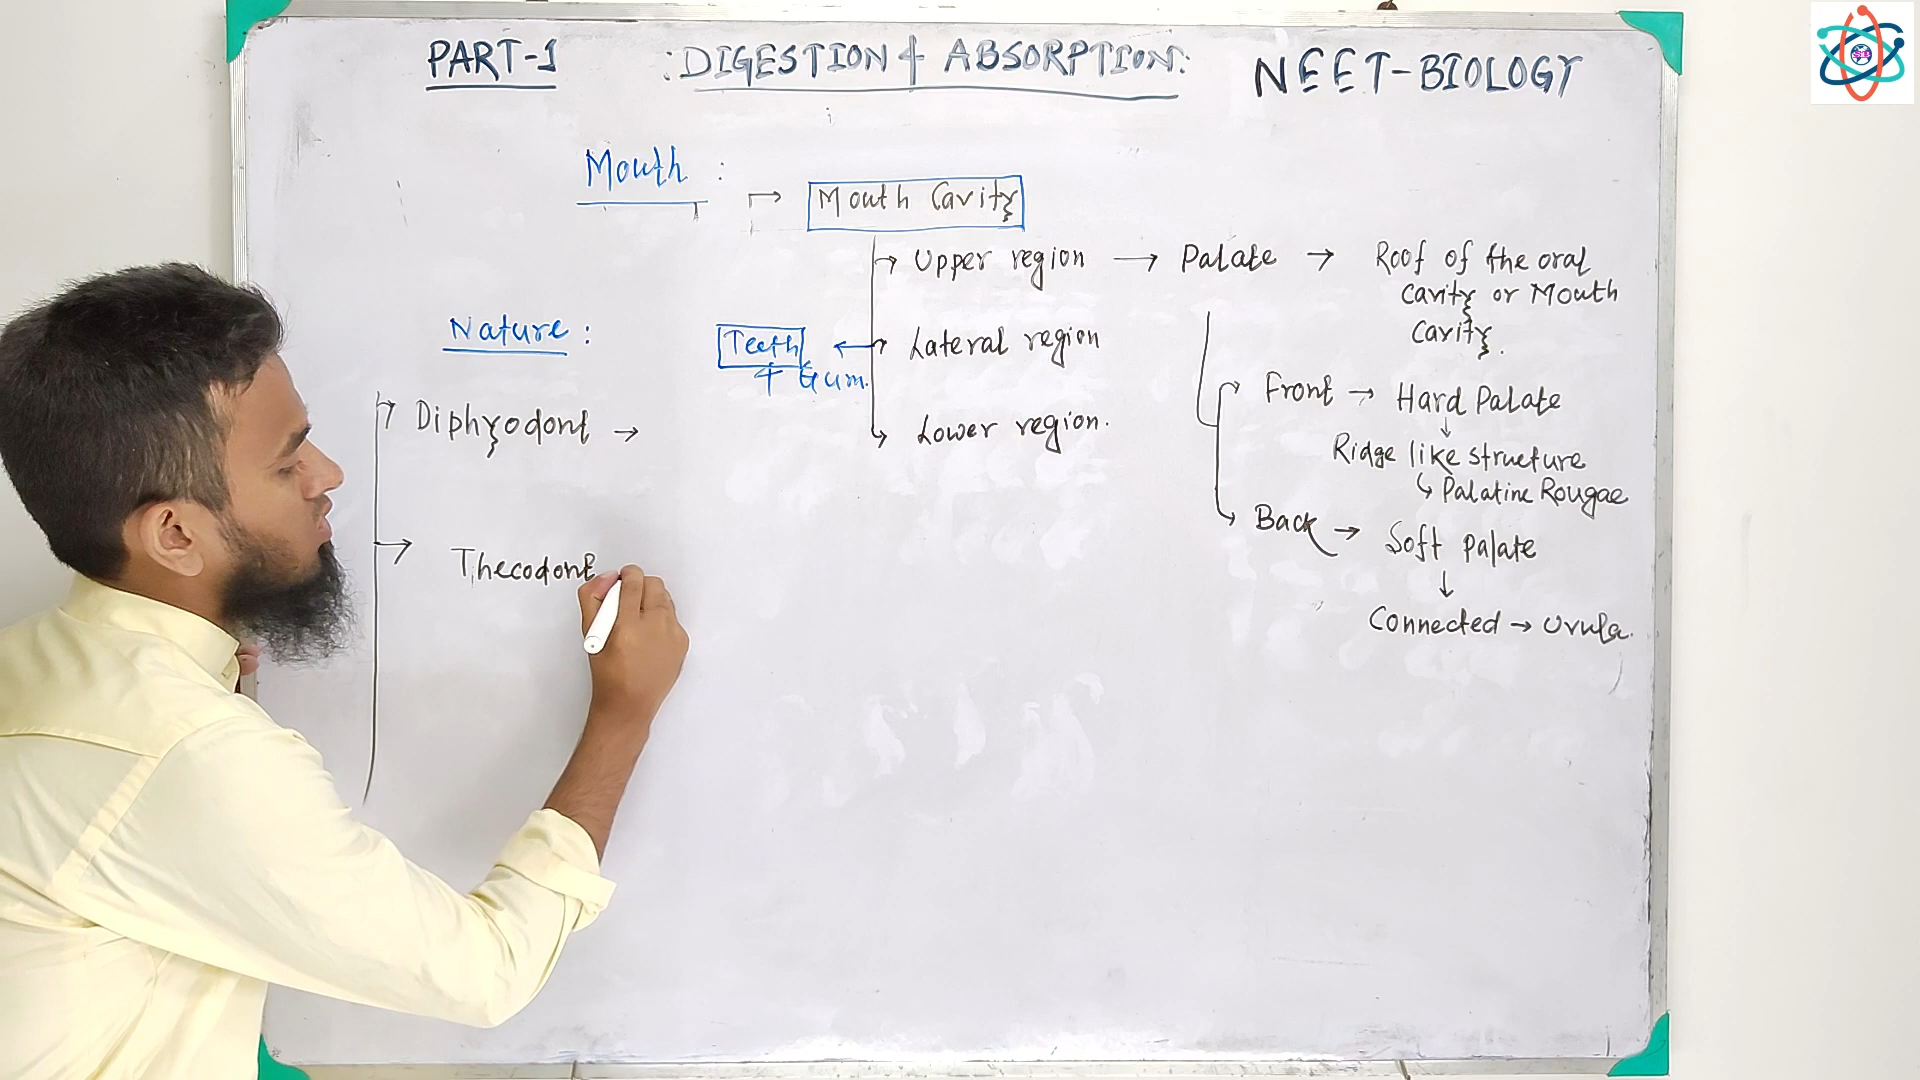 PART-1 :DIGESTION & ABSORPTION: NEET-BIOLOGY
Mouth :
→ Mouth Cavity
→ Upper region → Palate → Roof of the oral
cavity or Mouth
Cavity.
Nature :
Teeth ← → Lateral region
& Gum.
→ Lower region.
→ Diphyodont →
→ Thecodont
Front → Hard Palate
↓
Ridge like structure
↳ Palatine Rougae
Back → Soft palate
↓
Connected → Uvula.